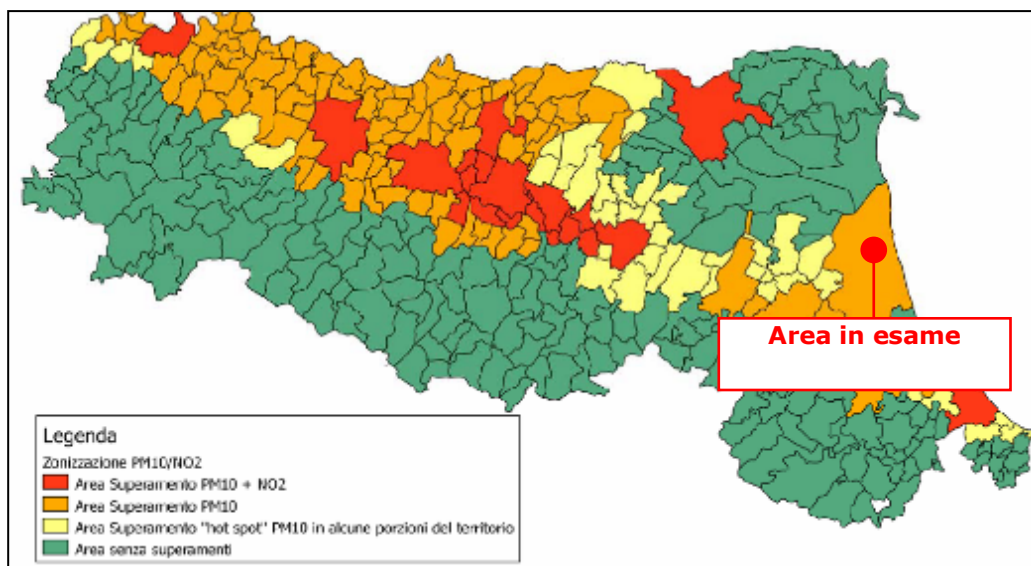 Area in esame
Legenda
Zonizzazione PM10/NO2
Area Superamento PM10 + NO2
Area Superamento PM10
Area Superamento "hot spot" PM10 in alcune porzioni del territorio
Area senza superamenti